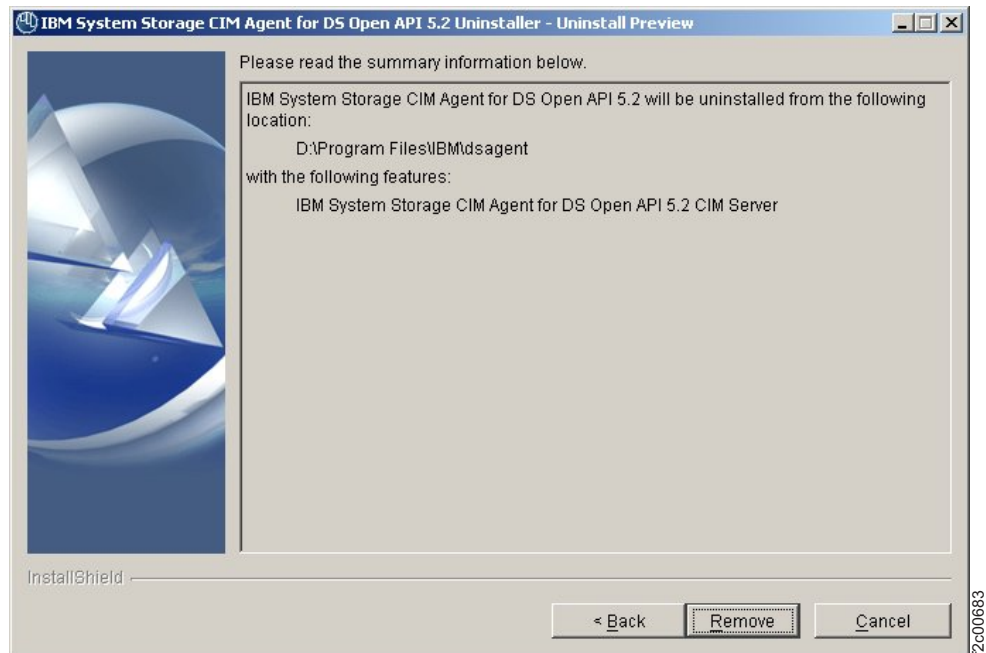 IBM System Storage CIM Agent for DS Open API 5.2 Uninstaller - Uninstall Preview
Please read the summary information below.
IBM System Storage CIM Agent for DS Open API 5.2 will be uninstalled from the following
location:
D:\Program Files\IBM\dsagent
with the following features:
IBM System Storage CIM Agent for DS Open API 5.2 CIM Server
InstallShield
< Back
Remove
Cancel
f2c00683